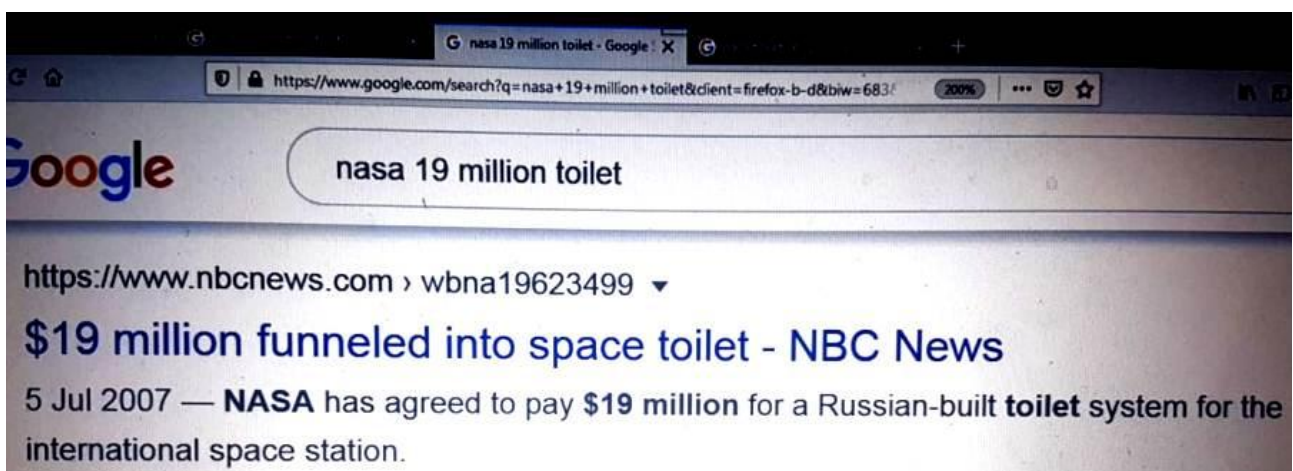 G nasa 19 million toilet - Google
https://www.google.com/search?q=nasa+19+million+toilet&client=firefox-b-d&biw=683
200%
Google
nasa 19 million toilet
https://www.nbcnews.com › wbna19623499
$19 million funneled into space toilet - NBC News
5 Jul 2007 — NASA has agreed to pay $19 million for a Russian-built toilet system for the
international space station.